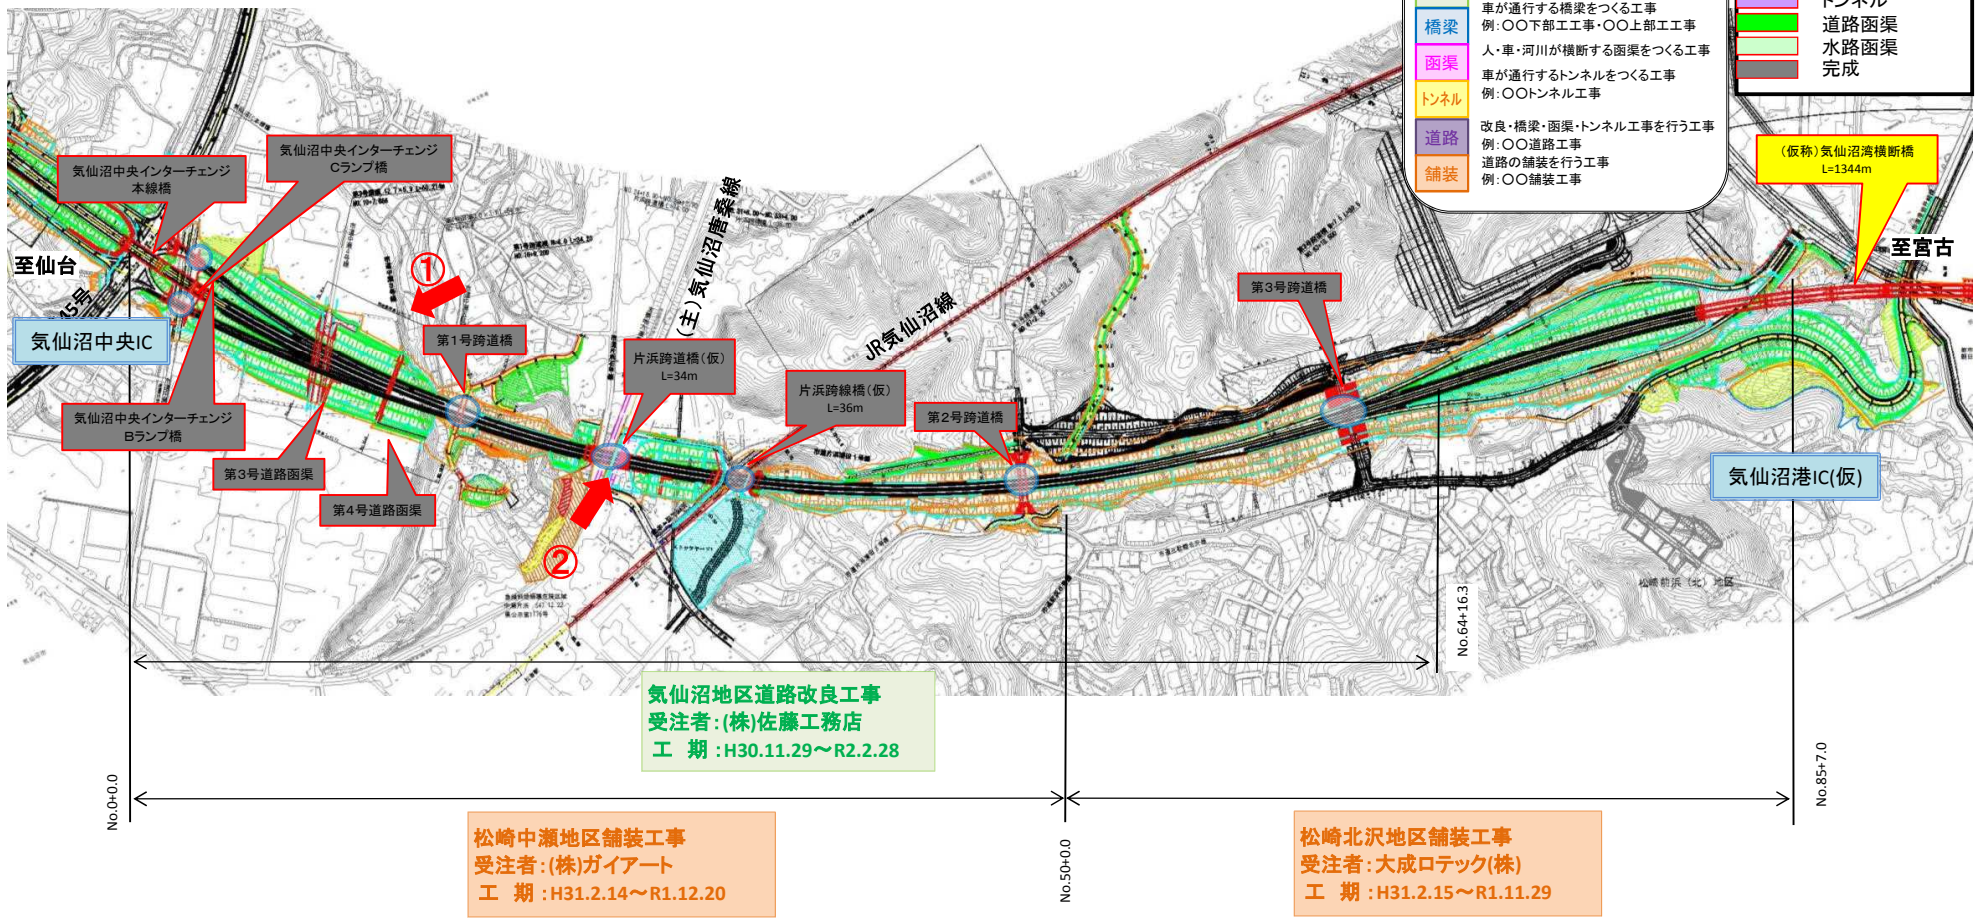 車が通行する橋梁をつくる工事
橋梁
例:〇〇下部工工事・〇〇上部工工事
函渠
人・車・河川が横断する函渠をつくる工事
車が通行するトンネルをつくる工事
トンネル
例:〇〇トンネル工事
道路
改良・橋梁・函渠・トンネル工事を行う工事
例:〇〇道路工事
舗装
道路の舗装を行う工事
例:〇〇舗装工事
トンネル
道路函渠
水路函渠
完成
(仮称)気仙沼湾横断橋
L=1344m
至宮古
気仙沼中央インターチェンジ
本線橋
気仙沼中央インターチェンジ
Cランプ橋
至仙台
45号
気仙沼中央IC
①
第1号跨道橋
(主)気仙沼唐桑線
JR気仙沼線
片浜跨道橋(仮)
L=34m
片浜跨線橋(仮)
L=36m
第2号跨道橋
第3号跨道橋
気仙沼中央インターチェンジ
Bランプ橋
第3号道路函渠
第4号道路函渠
②
気仙沼港IC(仮)
松崎前浜(北)地区
No.64+16.3
気仙沼地区道路改良工事
受注者:(株)佐藤工務店
工 期:H30.11.29～R2.2.28
No.0+0.0
No.50+0.0
No.85+7.0
松崎中瀬地区舗装工事
受注者:(株)ガイアート
工 期:H31.2.14～R1.12.20
松崎北沢地区舗装工事
受注者:大成ロテック(株)
工 期:H31.2.15～R1.11.29